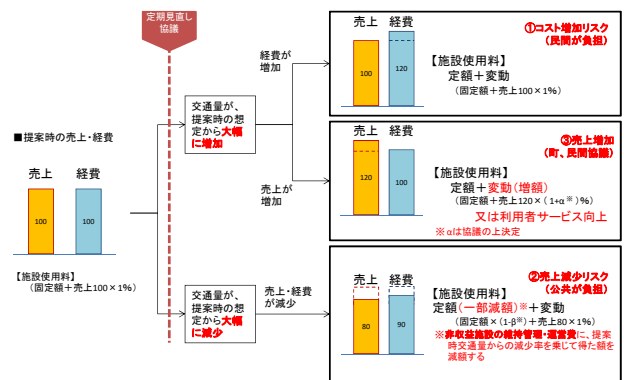 定期見直し
協議
■提案時の売上・経費
売上
経費
100
100
【施設使用料】
（固定額＋売上100×1%）
交通量が、
提案時の想
定から大幅
に増加
経費が
増加
売上が
増加
交通量が、
提案時の想
定から大幅
に減少
売上・経費
が減少
①コスト増加リスク
（民間が負担）
売上
経費
100
120
【施設使用料】
定額＋変動
（固定額＋売上100×1%）
③売上増加
（町、民間協議）
売上
経費
120
100
【施設使用料】
定額＋変動（増額）
（固定額＋売上120×（1+α※）%）
又は利用者サービス向上
※αは協議の上決定
②売上減少リスク
（公共が負担）
売上
経費
80
90
【施設使用料】
定額（一部減額）※＋変動
（固定額×（1-β※）＋売上80×1%）
※非収益施設の維持管理・運営費に、提案
時交通量からの減少率を乗じて得た額を
減額する